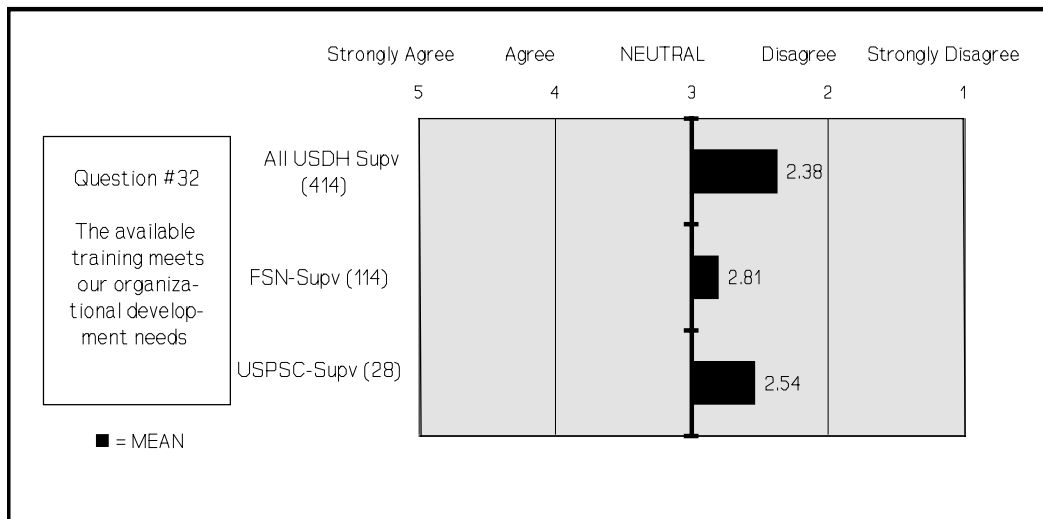 Strongly Agree Agree NEUTRAL Disagree Strongly Disagree
5 4 3 2 1
Question #32
The available
training meets
our organiza-
tional develop-
ment needs
All USDH Supv
(414)
2.38
FSN-Supv (114)
2.81
USPSC-Supv (28)
2.54
■ = MEAN